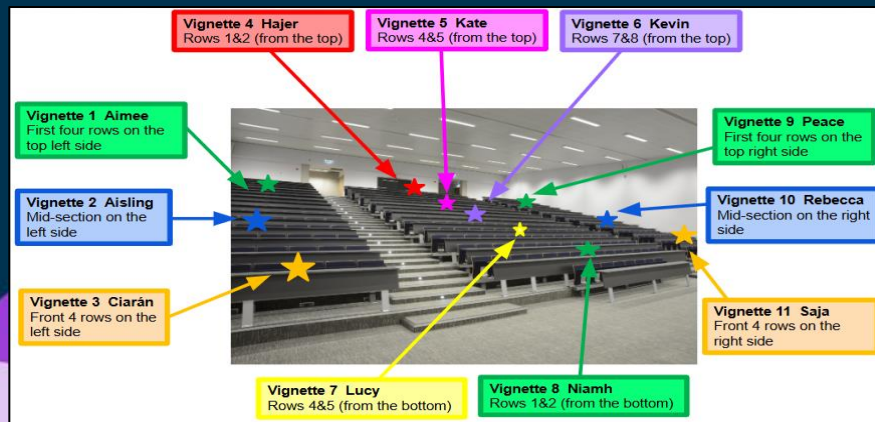 Vignette 4 Hajer
Rows 1&2 (from the top)
Vignette 5 Kate
Rows 4&5 (from the top)
Vignette 6 Kevin
Rows 7&8 (from the top)
Vignette 1 Aimee
First four rows on the
top left side
Vignette 9 Peace
First four rows on the
top right side
Vignette 2 Aisling
Mid-section on the
left side
Vignette 10 Rebecca
Mid-section on the right
side
Vignette 3 Ciarán
Front 4 rows on the
left side
Vignette 11 Saja
Front 4 rows on the
right side
Vignette 7 Lucy
Rows 4&5 (from the bottom)
Vignette 8 Niamh
Rows 1&2 (from the bottom)